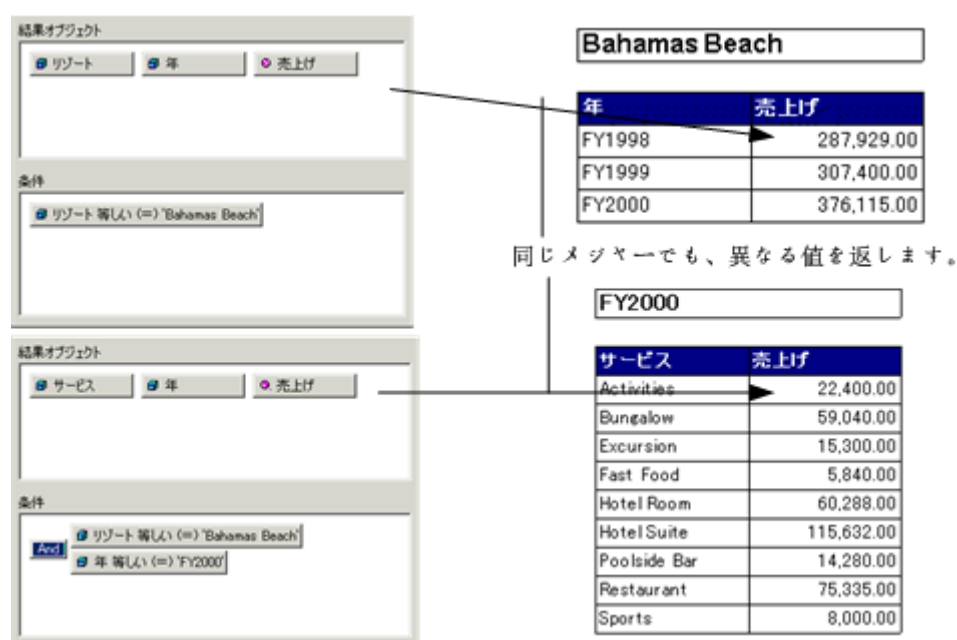 結果オブジェクト
リゾート 年 売上げ
条件
リゾート 等しい (=) 'Bahamas Beach'
Bahamas Beach
年 売上げ
FY1998 287,929.00
FY1999 307,400.00
FY2000 376,115.00
同じメジャーでも、異なる値を返します。
結果オブジェクト
サービス 年 売上げ
条件
And
リゾート 等しい (=) 'Bahamas Beach'
年 等しい (=) 'FY2000'
FY2000
サービス 売上げ
Activities 22,400.00
Bungalow 59,040.00
Excursion 15,300.00
Fast Food 5,840.00
Hotel Room 60,288.00
Hotel Suite 115,632.00
Poolside Bar 14,280.00
Restaurant 75,335.00
Sports 8,000.00